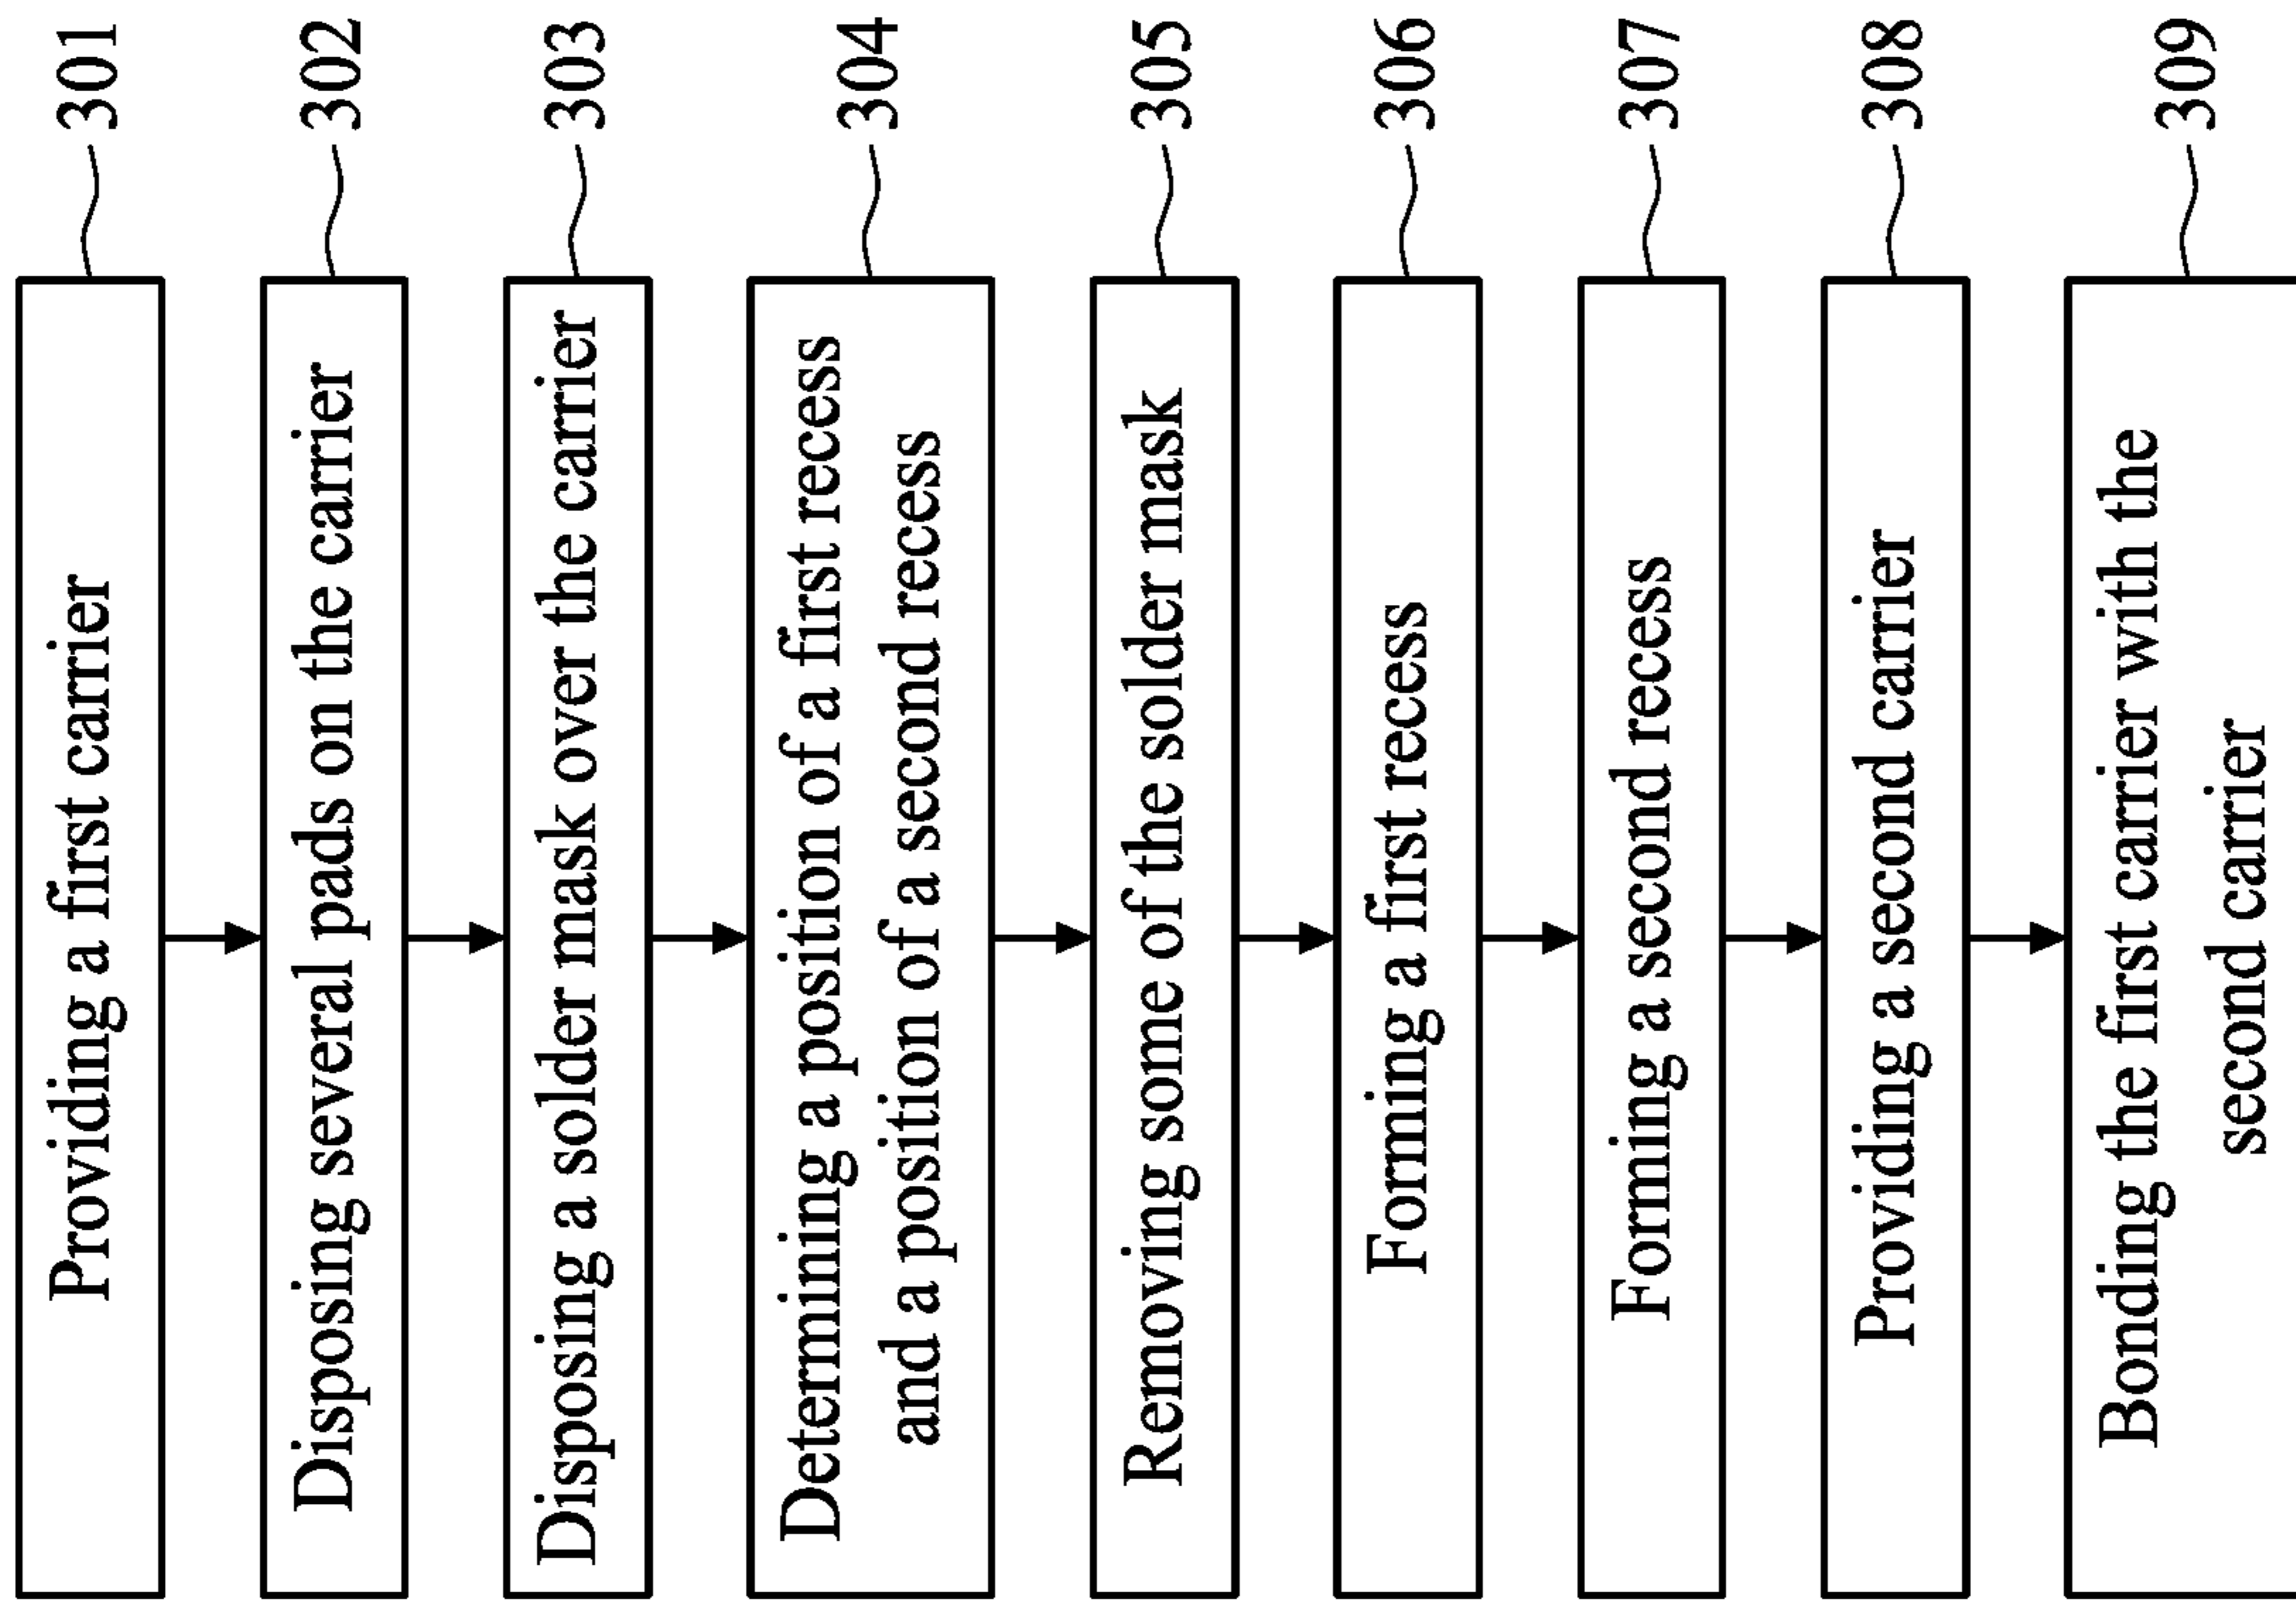 Providing a first carrier
301
Disposing several pads on the carrier
302
Disposing a solder mask over the carrier
303
Determining a position of a first recess
and a position of a second recess
304
Removing some of the solder mask
305
Forming a first recess
306
Forming a second recess
307
Providing a second carrier
308
Bonding the first carrier with the
second carrier
309